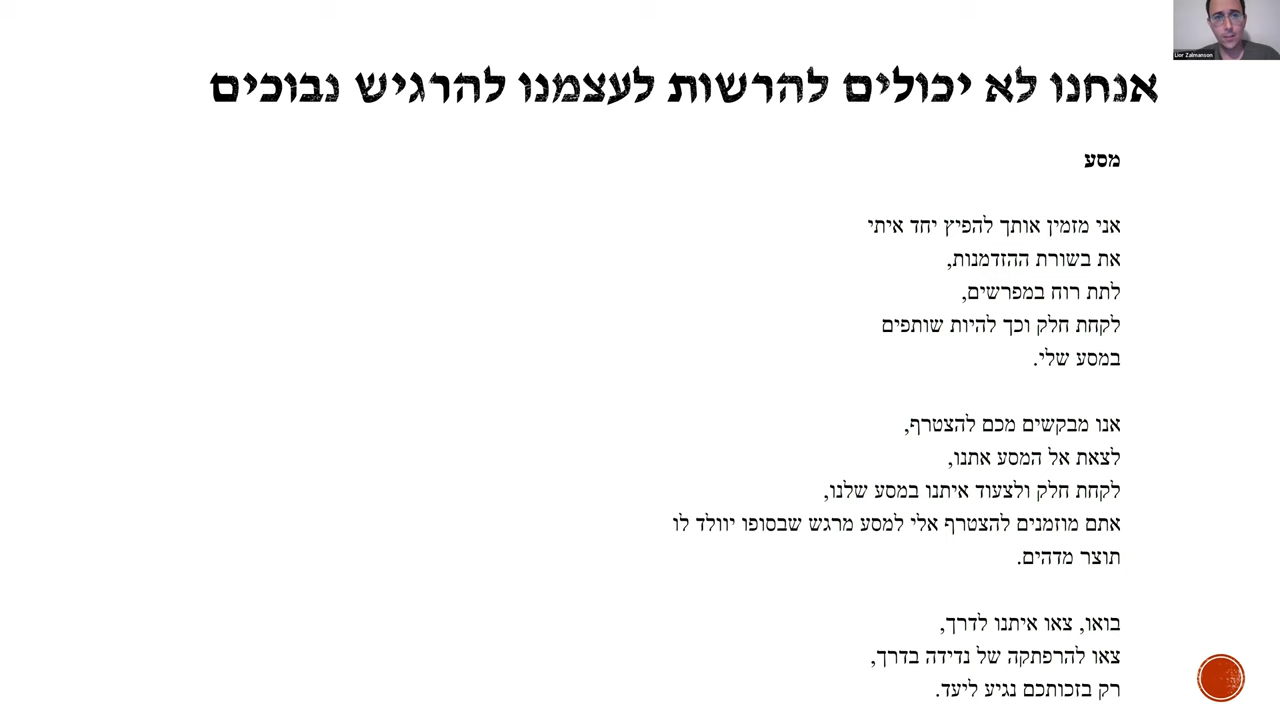 Lior Zalmanson
אנחנו לא יכולים להרשות לעצמנו להרגיש נבוכים
מסע
אני מזמין אותך להפיץ יחד איתי
את בשורת ההזדמנות,
לתת רוח במפרשים,
לקחת חלק וכך להיות שותפים
במסע שלי.
אנו מבקשים מכם להצטרף,
לצאת אל המסע אתנו,
לקחת חלק ולצעוד איתנו במסע שלנו,
אתם מוזמנים להצטרף אלי למסע מרגש שבסופו יוולד לו
תוצר מדהים.
בואו, צאו איתנו לדרך,
צאו להרפתקה של נדידה בדרך,
רק בזכותכם נגיע ליעד.